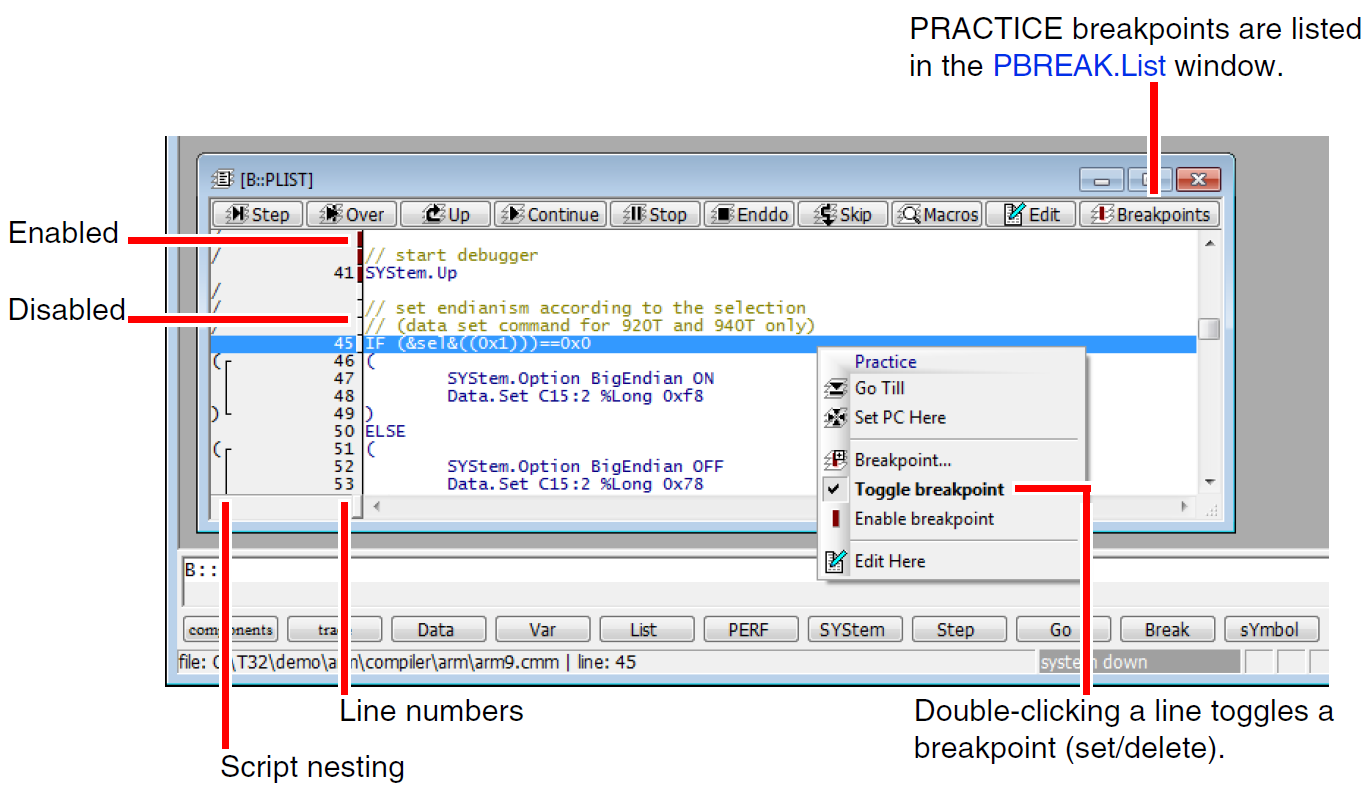 PRACTICE breakpoints are listed
in the PBREAK.List window.
[B::PLIST]
Step Over Up Continue Stop Enddo Skip Macros Edit Breakpoints
Enabled
/
/ // start debugger
41 SYStem.Up
/
Disabled
/ // set endianism according to the selection
/ // (data set command for 920T and 940T only)
45 IF (&sel&((0x1)))==0x0
( 46 (
47 SYStem.Option BigEndian ON
48 Data.Set C15:2 %Long 0xf8
) 49 )
50 ELSE
( 51 (
52 SYStem.Option BigEndian OFF
53 Data.Set C15:2 %Long 0x78
Practice
Go Till
Set PC Here
Breakpoint...
Toggle breakpoint
Enable breakpoint
Edit Here
B::
components Data Var List PERF SYStem Step Go Break sYmbol
file: | line: 45
system down
Line numbers
Script nesting
Double-clicking a line toggles a
breakpoint (set/delete).